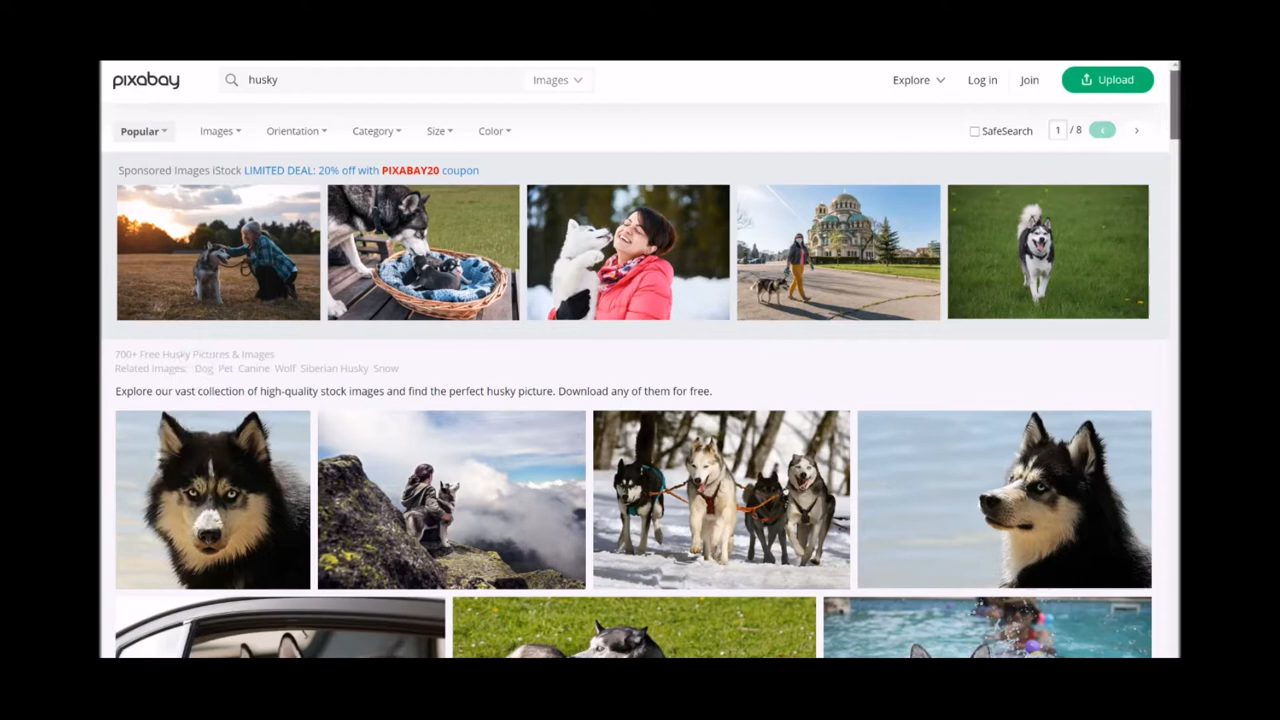 pixabay husky Images Explore Log in Join Upload
Popular Images Orientation Category Size Color SafeSearch 1 / 8 ‹ ›
Sponsored Images iStock LIMITED DEAL: 20% off with PIXABAY20 coupon
700+ Free Husky Pictures & Images
Related Images: Dog Pet Canine Wolf Siberian Husky Snow
Explore our vast collection of high-quality stock images and find the perfect husky picture. Download any of them for free.